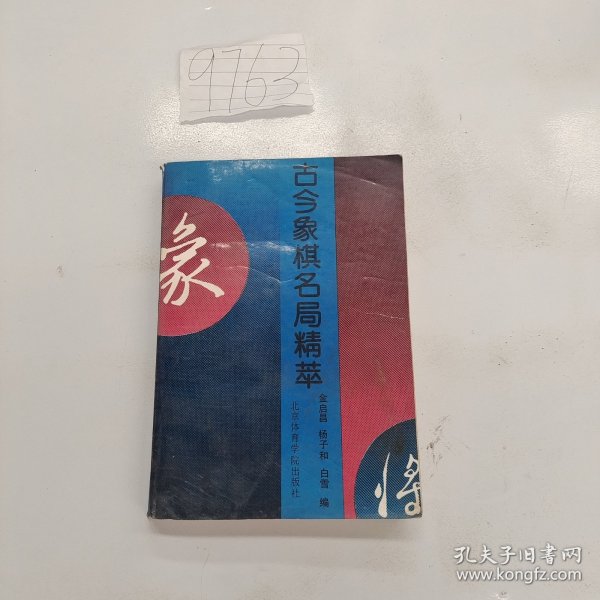 9763
古今象棋名局精萃
金启昌 杨子和 白雪 编
北京体育学院出版社
象
将
孔夫子旧书网
www.kongfz.com